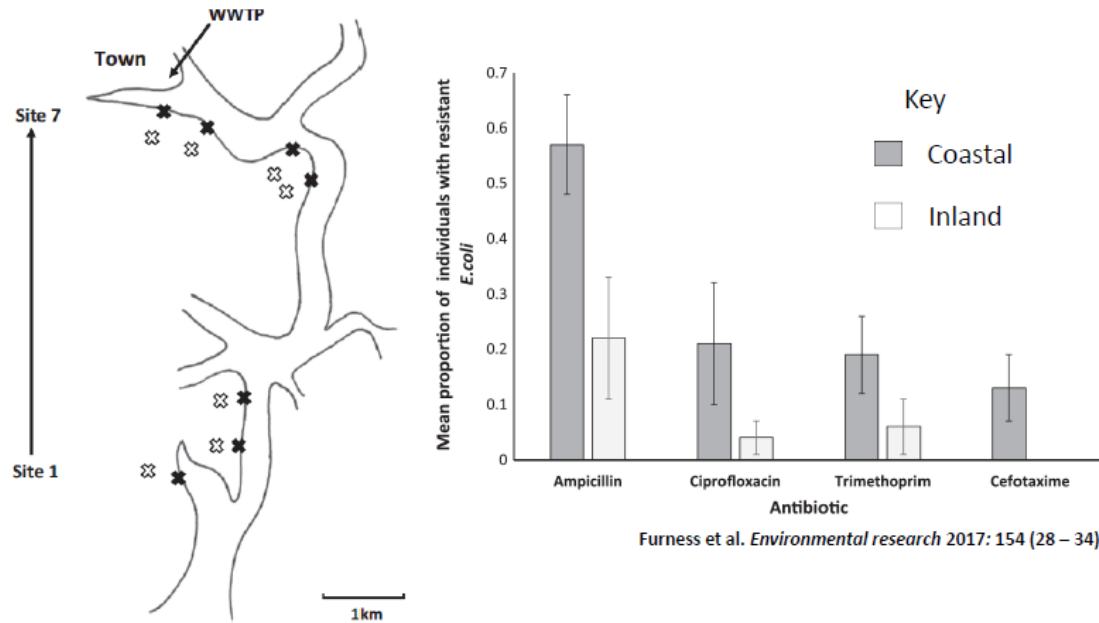 WWTP
Town
Site 7
Site 1
1km
Mean proportion of individuals with resistant
E.coli
0.7
0.6
0.5
0.4
0.3
0.2
0.1
0
Key
Coastal
Inland
Ampicillin
Ciprofloxacin
Trimethoprim
Cefotaxime
Antibiotic
Furness et al. Environmental research 2017: 154 (28 – 34)